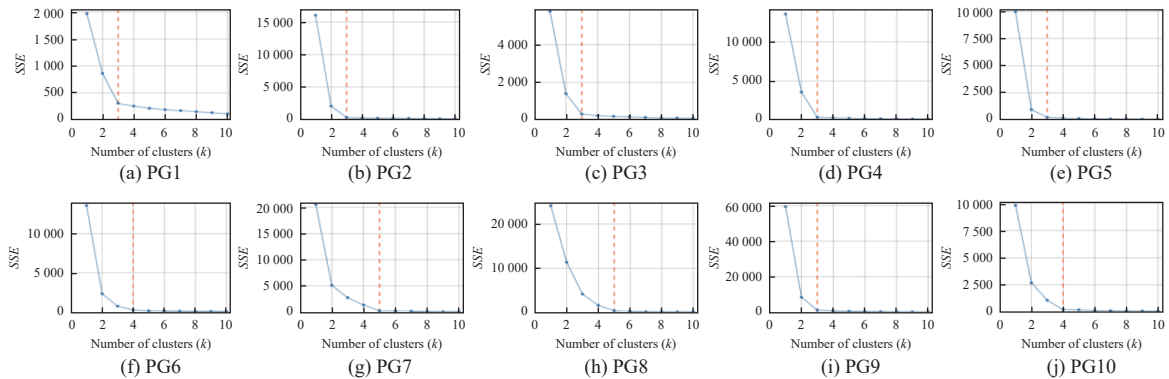 SSE
2 000
1 500
1 000
500
0
0 2 4 6 8 10
Number of clusters (k)
(a) PG1
SSE
15 000
10 000
5 000
0
0 2 4 6 8 10
Number of clusters (k)
(b) PG2
SSE
4 000
2 000
0
0 2 4 6 8 10
Number of clusters (k)
(c) PG3
SSE
10 000
5 000
0
0 2 4 6 8 10
Number of clusters (k)
(d) PG4
SSE
10 000
7 500
5 000
2 500
0
0 2 4 6 8 10
Number of clusters (k)
(e) PG5
SSE
10 000
5 000
0
0 2 4 6 8 10
Number of clusters (k)
(f) PG6
SSE
20 000
15 000
10 000
5 000
0
0 2 4 6 8 10
Number of clusters (k)
(g) PG7
SSE
20 000
10 000
0
0 2 4 6 8 10
Number of clusters (k)
(h) PG8
SSE
60 000
40 000
20 000
0
0 2 4 6 8 10
Number of clusters (k)
(i) PG9
SSE
10 000
7 500
5 000
2 500
0
0 2 4 6 8 10
Number of clusters (k)
(j) PG10